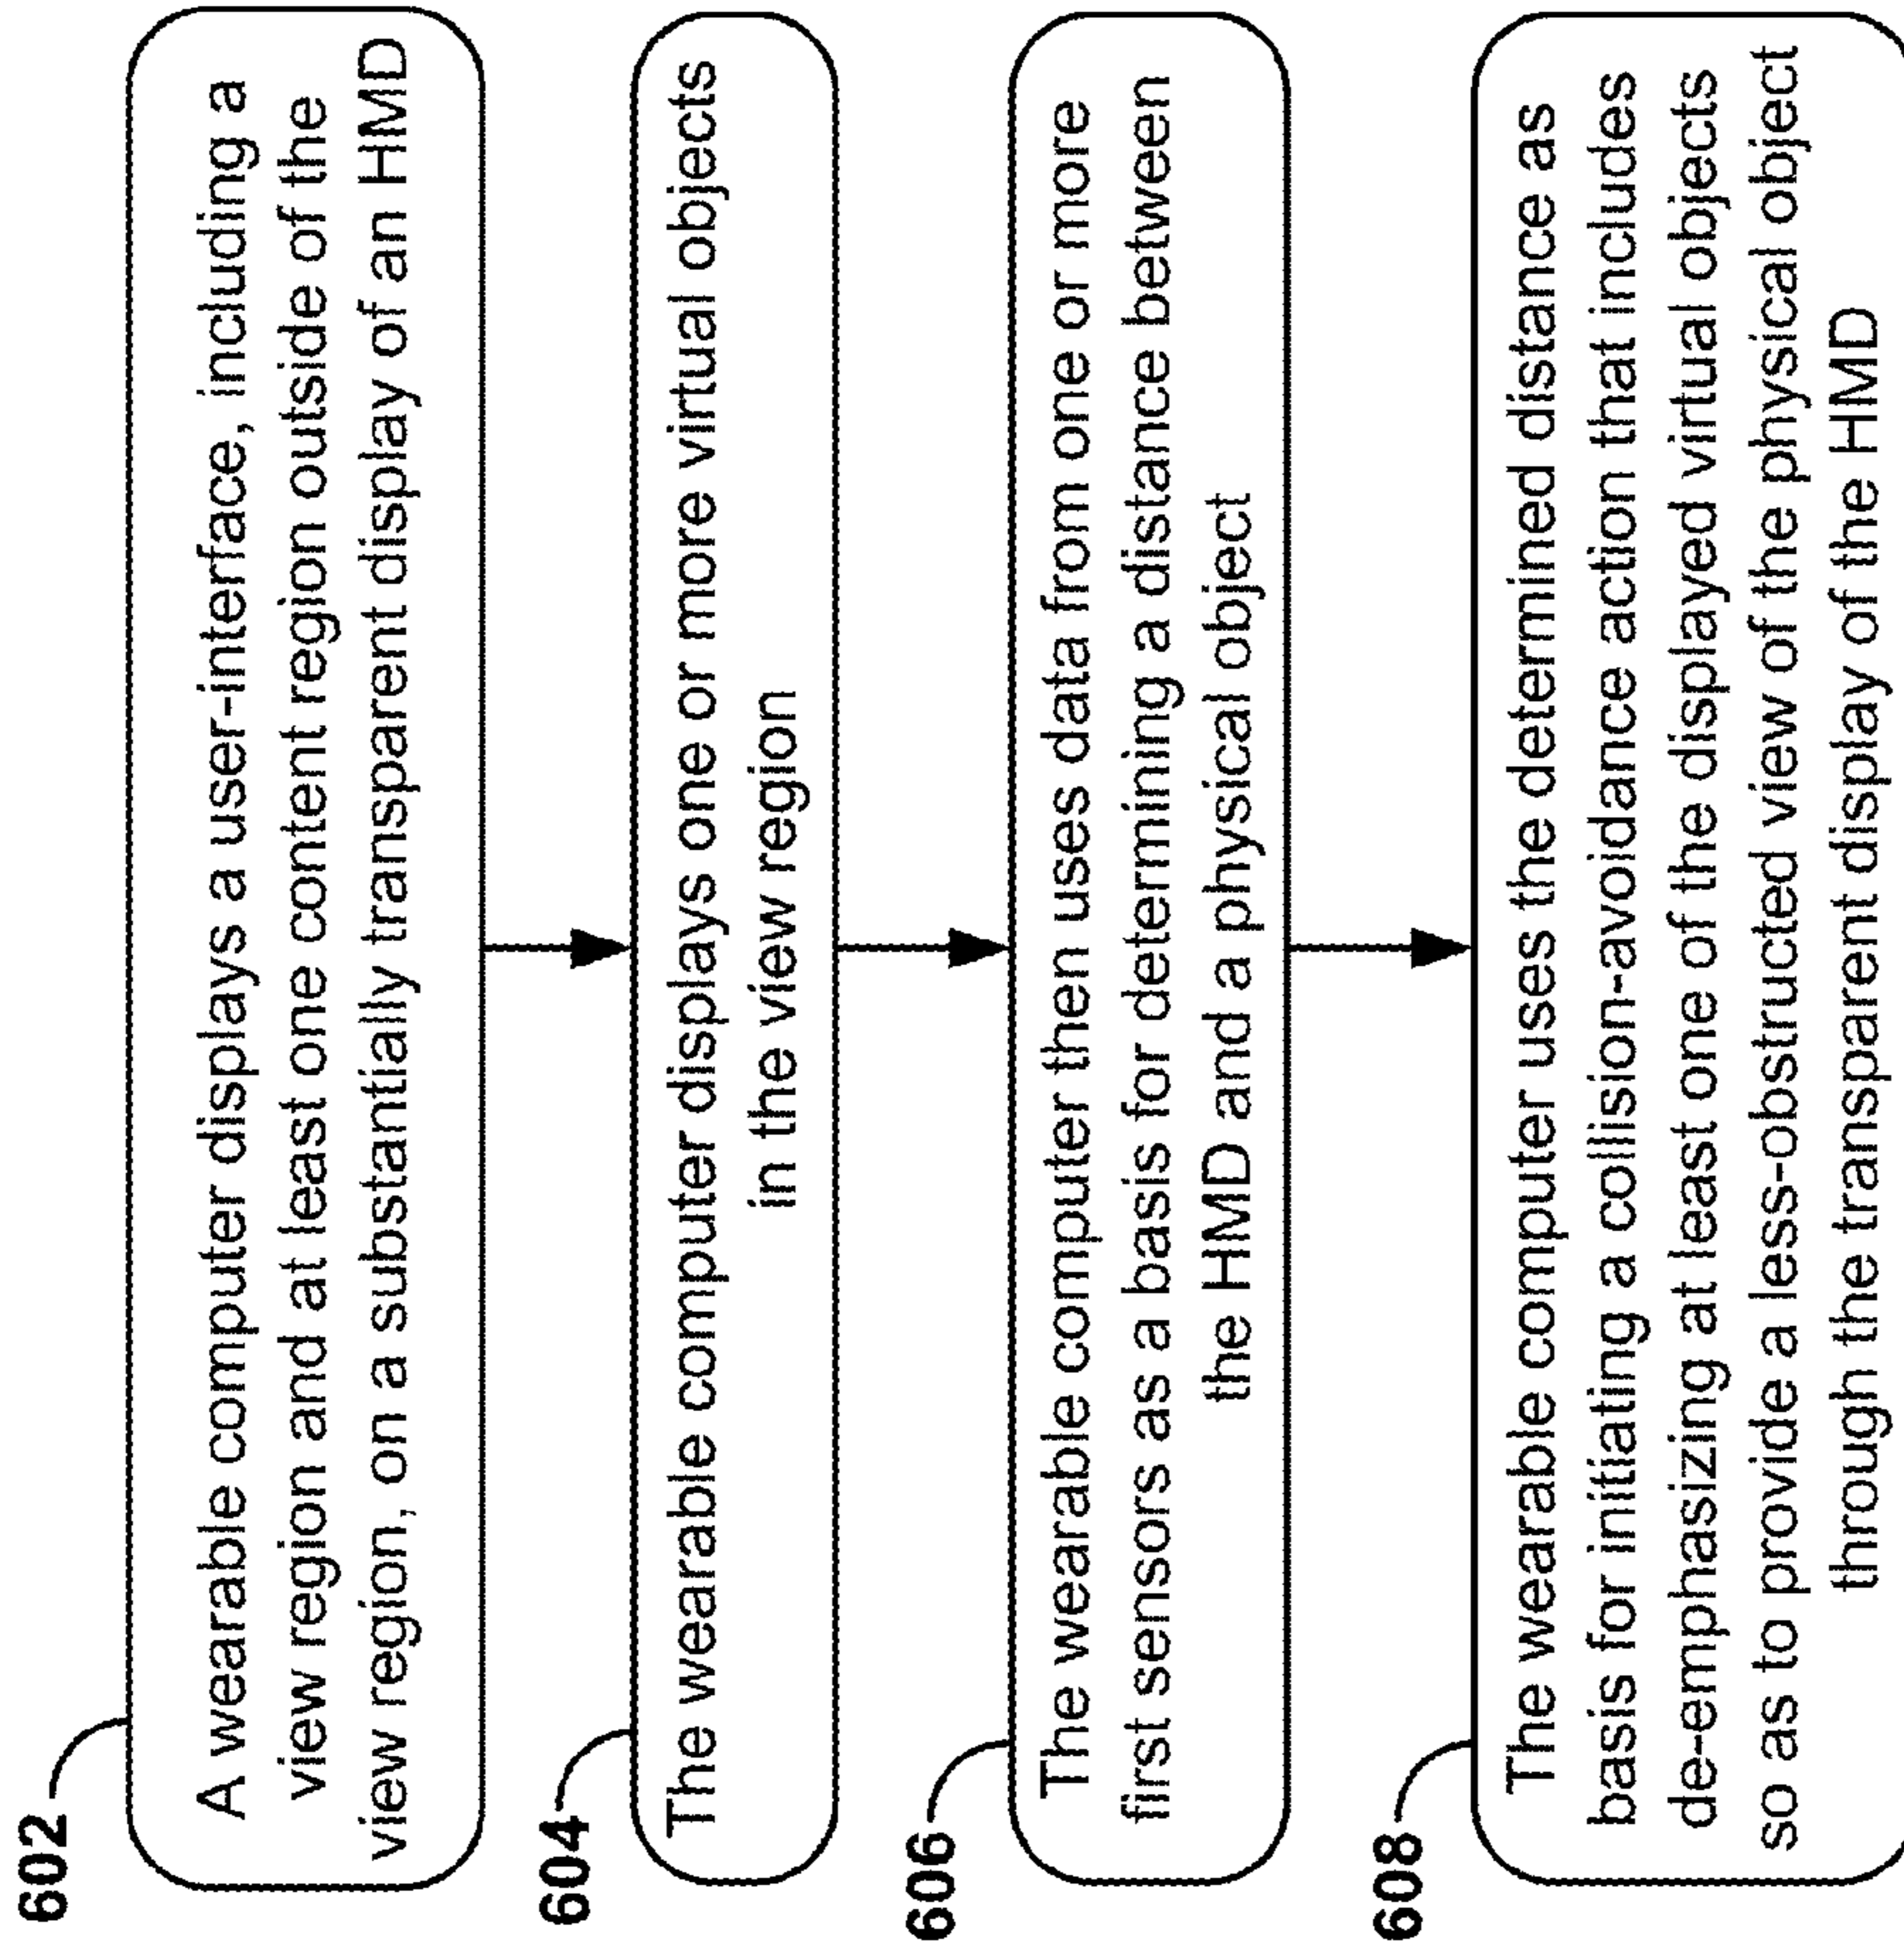 602
A wearable computer displays a user-interface, including a
view region and at least one content region outside of the
view region, on a substantially transparent display of an HMD
604
The wearable computer displays one or more virtual objects
in the view region
606
The wearable computer then uses data from one or more
first sensors as a basis for determining a distance between
the HMD and a physical object
608
The wearable computer uses the determined distance as
basis for initiating a collision-avoidance action that includes
de-emphasizing at least one of the displayed virtual objects
so as to provide a less-obstructed view of the physical object
through the transparent display of the HMD